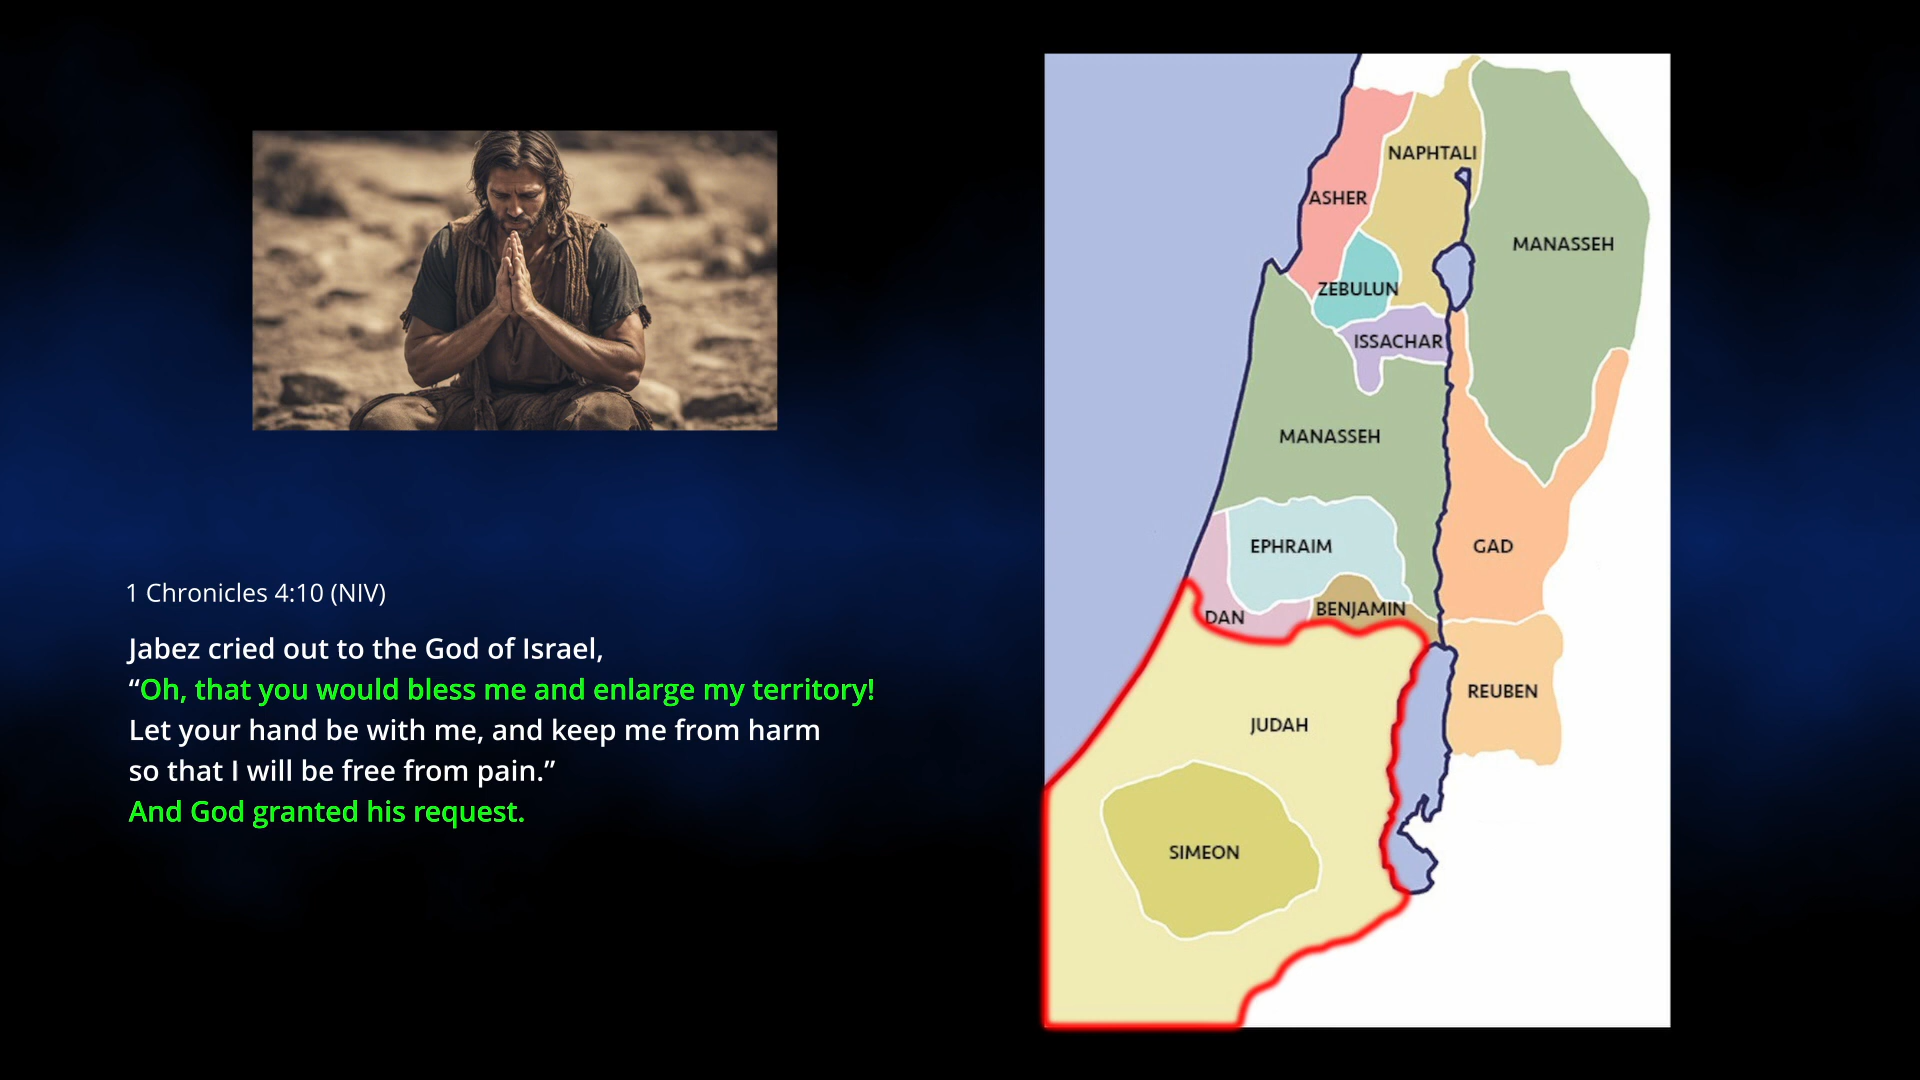 1 Chronicles 4:10 (NIV)
Jabez cried out to the God of Israel,
“Oh, that you would bless me and enlarge my territory!
Let your hand be with me, and keep me from harm
so that I will be free from pain.”
And God granted his request.
NAPHTALI
ASHER
MANASSEH
ZEBULUN
ISSACHAR
MANASSEH
EPHRAIM
GAD
DAN
BENJAMIN
REUBEN
JUDAH
SIMEON